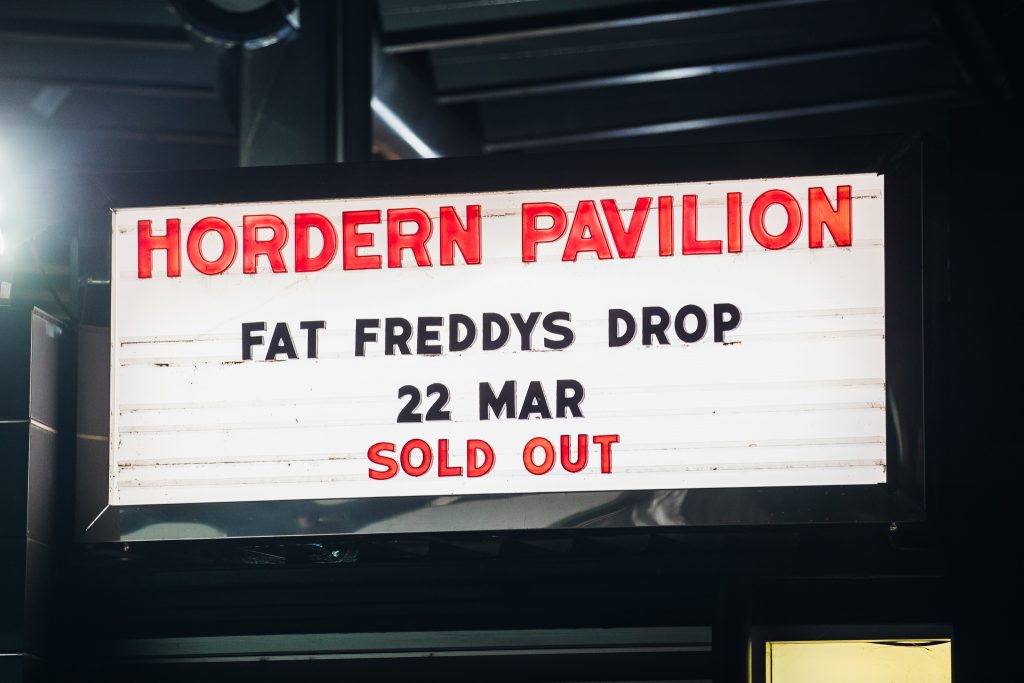 HORDERN PAVILION
FAT FREDDYS DROP
22 MAR
SOLD OUT